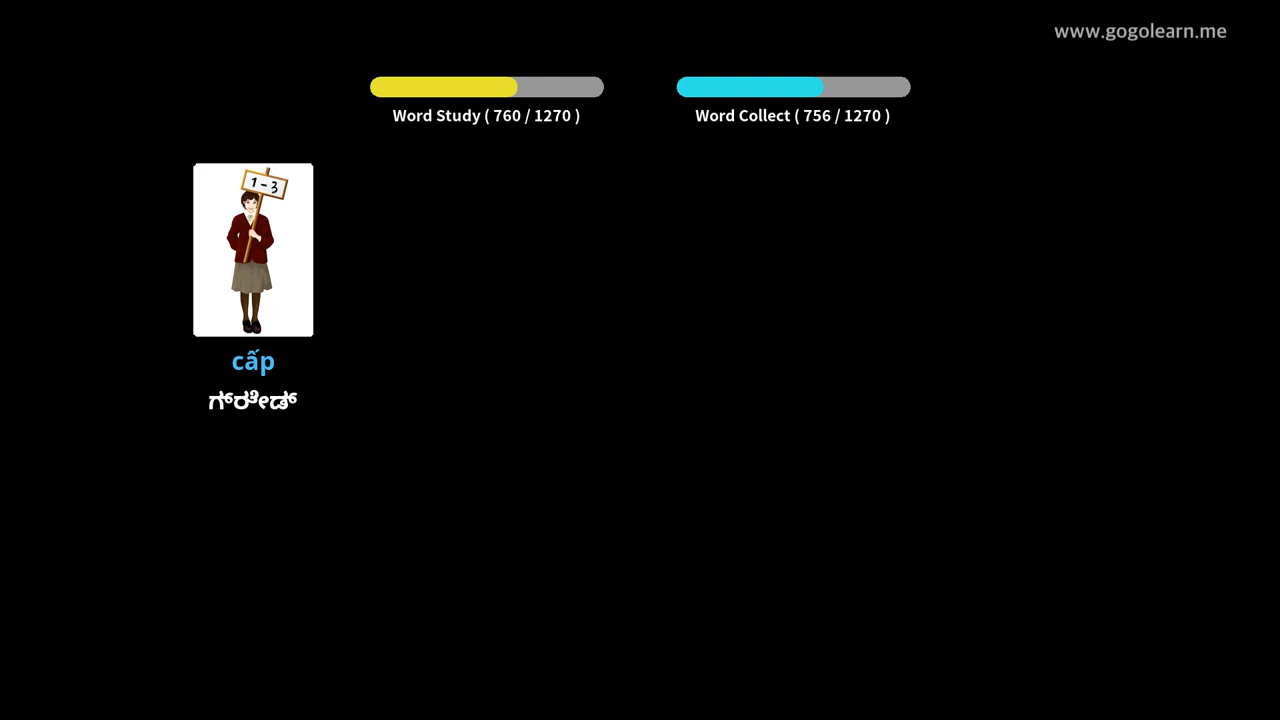 www.gogolearn.me
Word Study ( 760 / 1270 )
Word Collect ( 756 / 1270 )
1 - 3
cấp
ಗ್ರೇಡ್